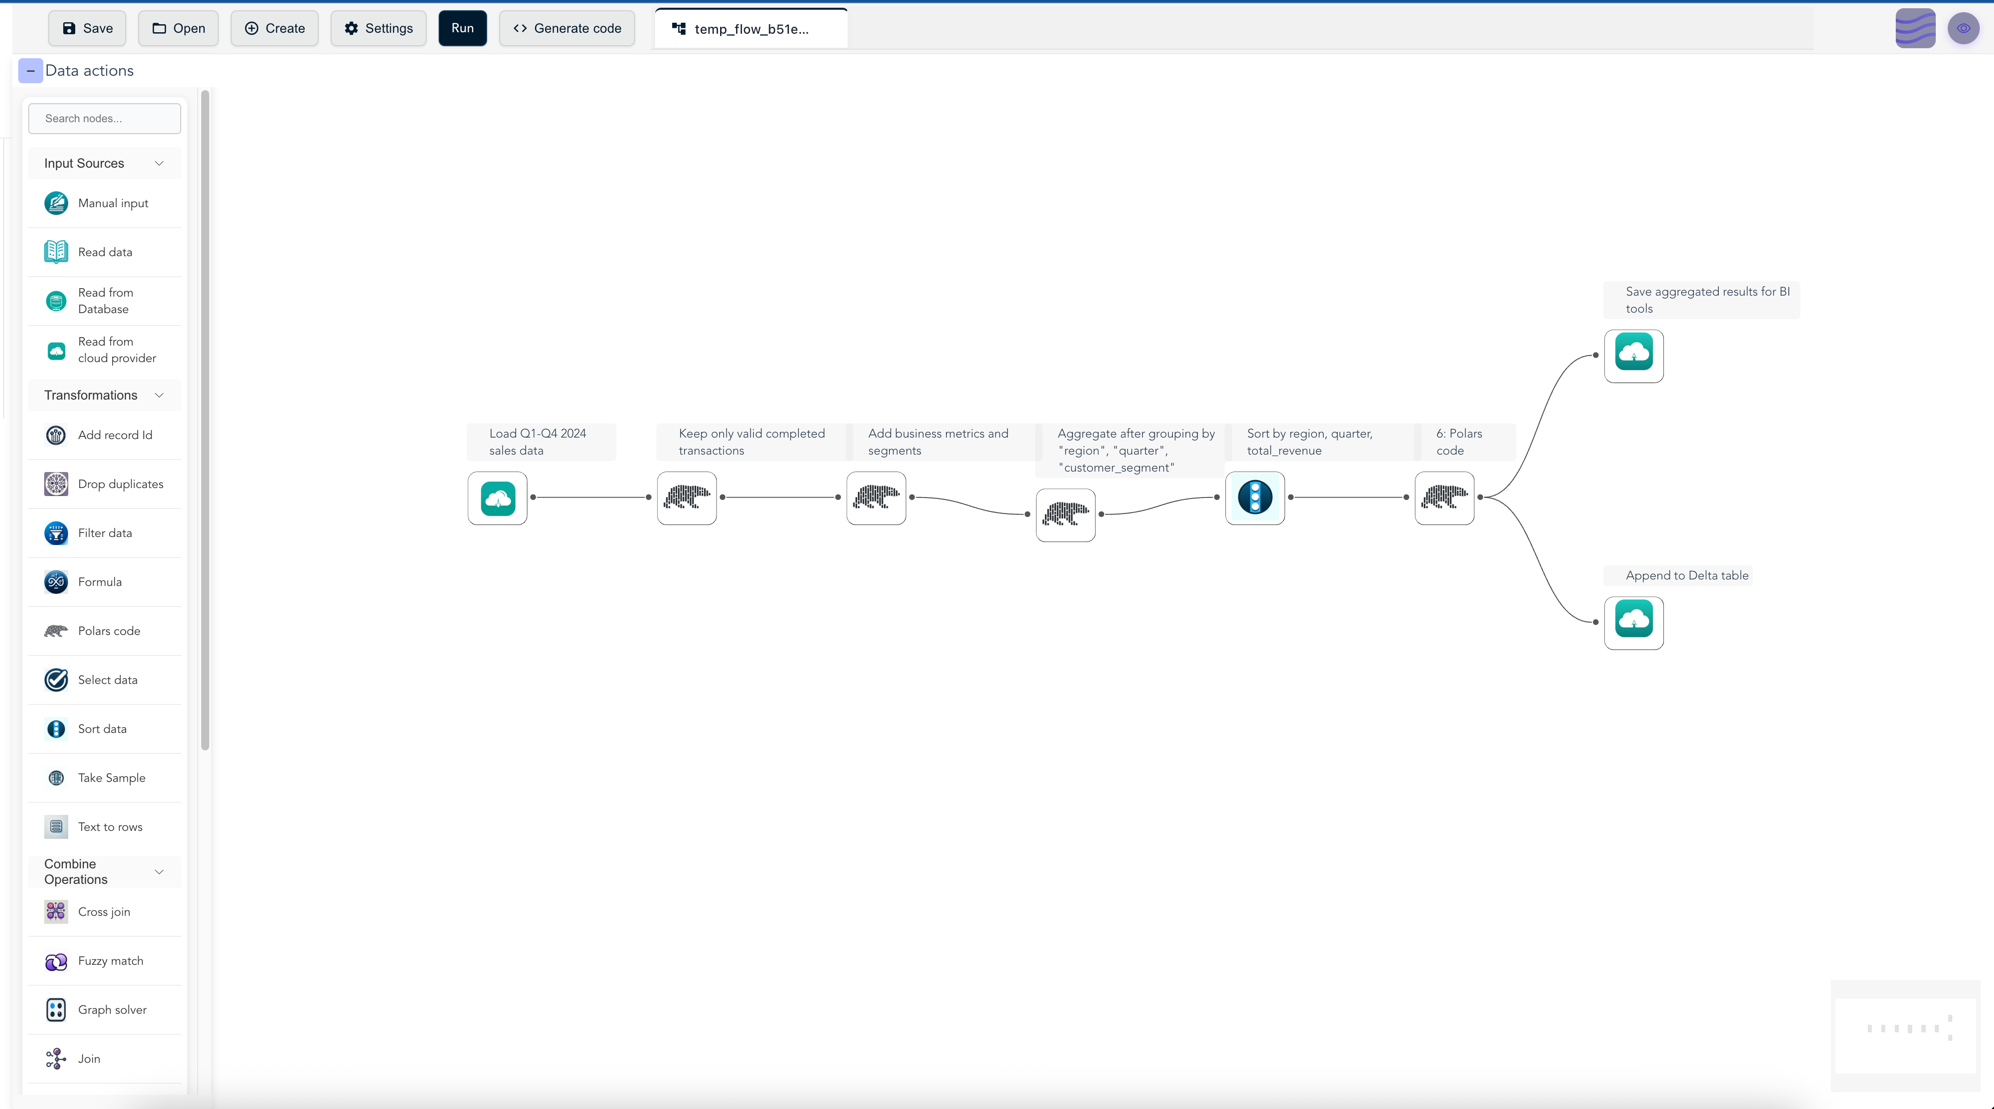 Save
Open
Create
Settings
Run
Generate code
temp_flow_b51e...
Data actions
Search nodes...
Input Sources
Manual input
Read data
Read from
Database
Read from
cloud provider
Transformations
Add record Id
Drop duplicates
Filter data
Formula
Polars code
Select data
Sort data
Take Sample
Text to rows
Combine
Operations
Cross join
Fuzzy match
Graph solver
Join
Load Q1-Q4 2024
sales data
Keep only valid completed
transactions
Add business metrics and
segments
Aggregate after grouping by
"region", "quarter",
"customer_segment"
Sort by region, quarter,
total_revenue
6: Polars
code
Save aggregated results for BI
tools
Append to Delta table